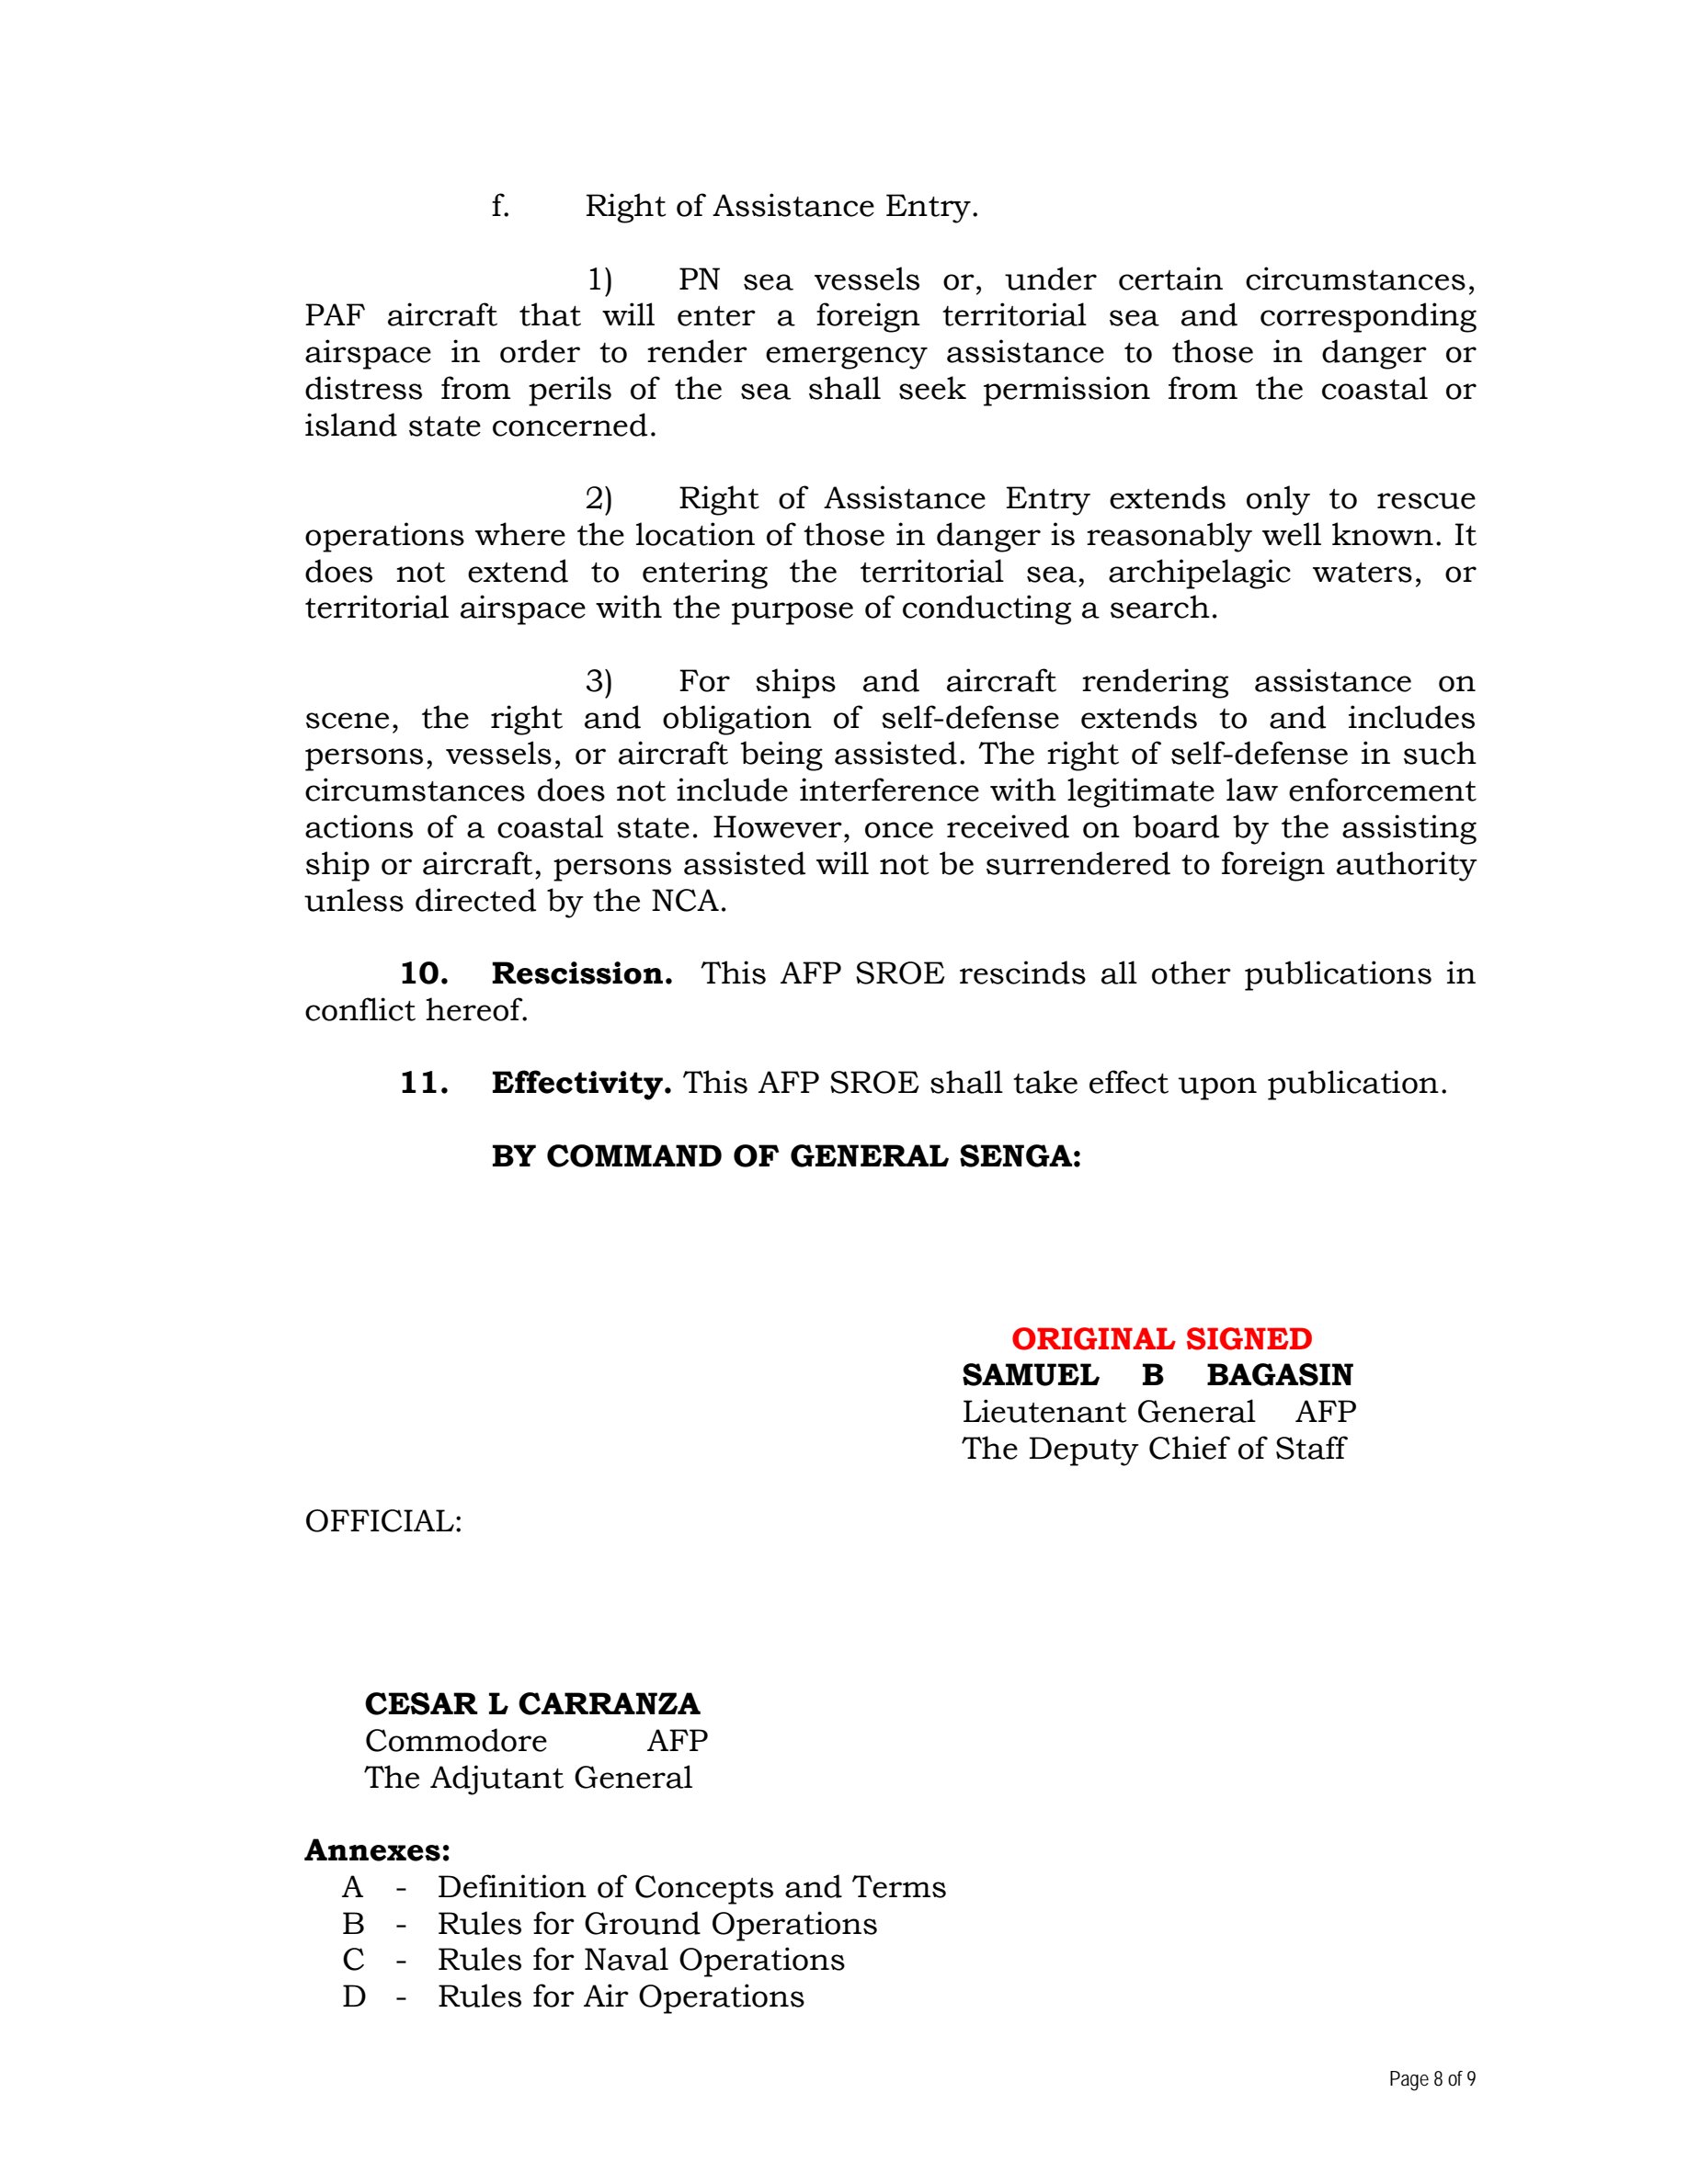 f. Right of Assistance Entry.
1) PN sea vessels or, under certain circumstances,
PAF aircraft that will enter a foreign territorial sea and corresponding
airspace in order to render emergency assistance to those in danger or
distress from perils of the sea shall seek permission from the coastal or
island state concerned.
2) Right of Assistance Entry extends only to rescue
operations where the location of those in danger is reasonably well known. It
does not extend to entering the territorial sea, archipelagic waters, or
territorial airspace with the purpose of conducting a search.
3) For ships and aircraft rendering assistance on
scene, the right and obligation of self-defense extends to and includes
persons, vessels, or aircraft being assisted. The right of self-defense in such
circumstances does not include interference with legitimate law enforcement
actions of a coastal state. However, once received on board by the assisting
ship or aircraft, persons assisted will not be surrendered to foreign authority
unless directed by the NCA.
10. Rescission. This AFP SROE rescinds all other publications in
conflict hereof.
11. Effectivity. This AFP SROE shall take effect upon publication.
BY COMMAND OF GENERAL SENGA:
ORIGINAL SIGNED
SAMUEL B BAGASIN
Lieutenant General AFP
The Deputy Chief of Staff
OFFICIAL:
CESAR L CARRANZA
Commodore AFP
The Adjutant General
Annexes:
A - Definition of Concepts and Terms
B - Rules for Ground Operations
C - Rules for Naval Operations
D - Rules for Air Operations
Page 8 of 9